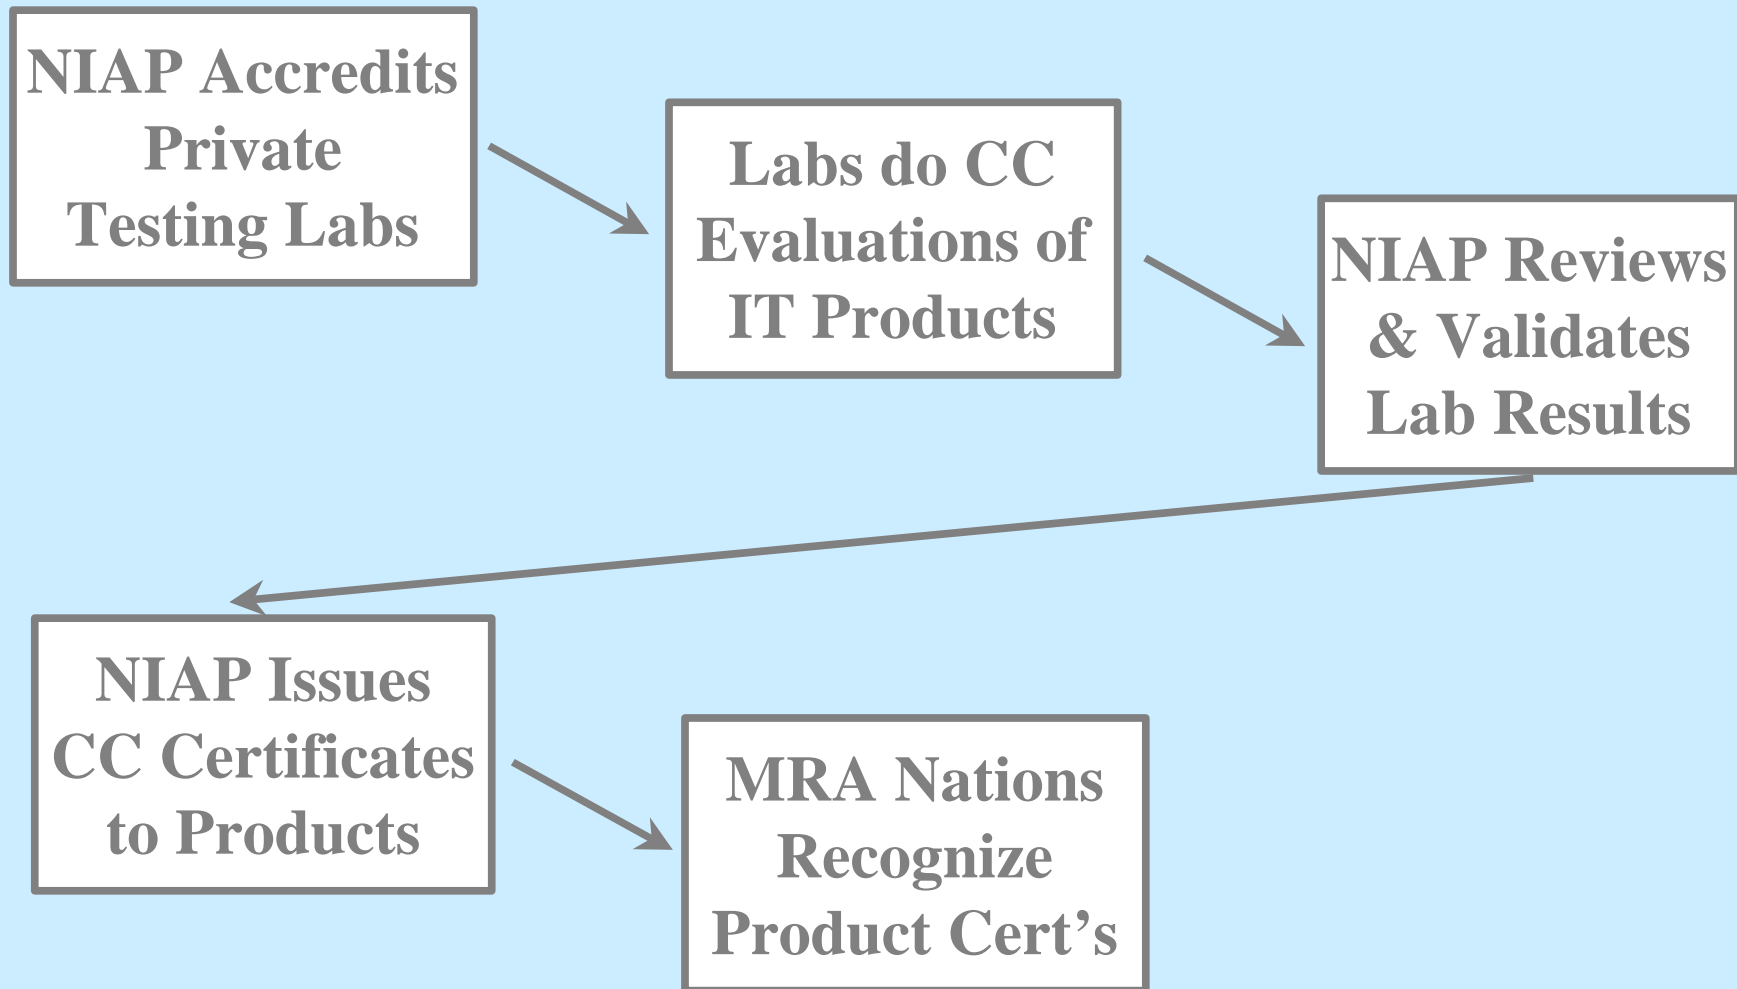 NIAP Accredits
Private
Testing Labs
Labs do CC
Evaluations of
IT Products
NIAP Reviews
& Validates
Lab Results
NIAP Issues
CC Certificates
to Products
MRA Nations
Recognize
Product Cert’s